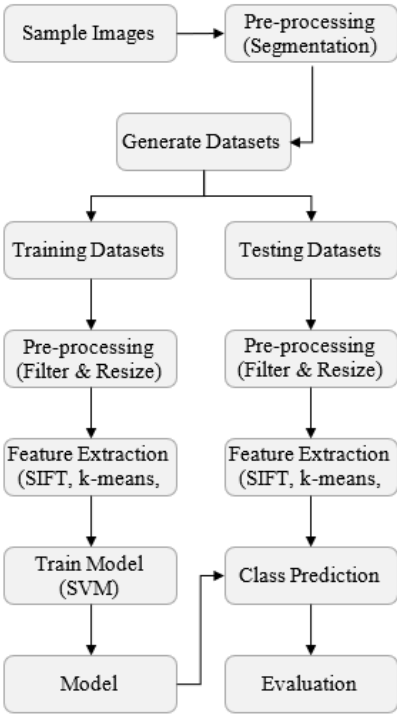 Sample Images
Pre-processing
(Segmentation)
Generate Datasets
Training Datasets
Testing Datasets
Pre-processing
(Filter & Resize)
Pre-processing
(Filter & Resize)
Feature Extraction
(SIFT, k-means,
Feature Extraction
(SIFT, k-means,
Train Model
(SVM)
Class Prediction
Model
Evaluation